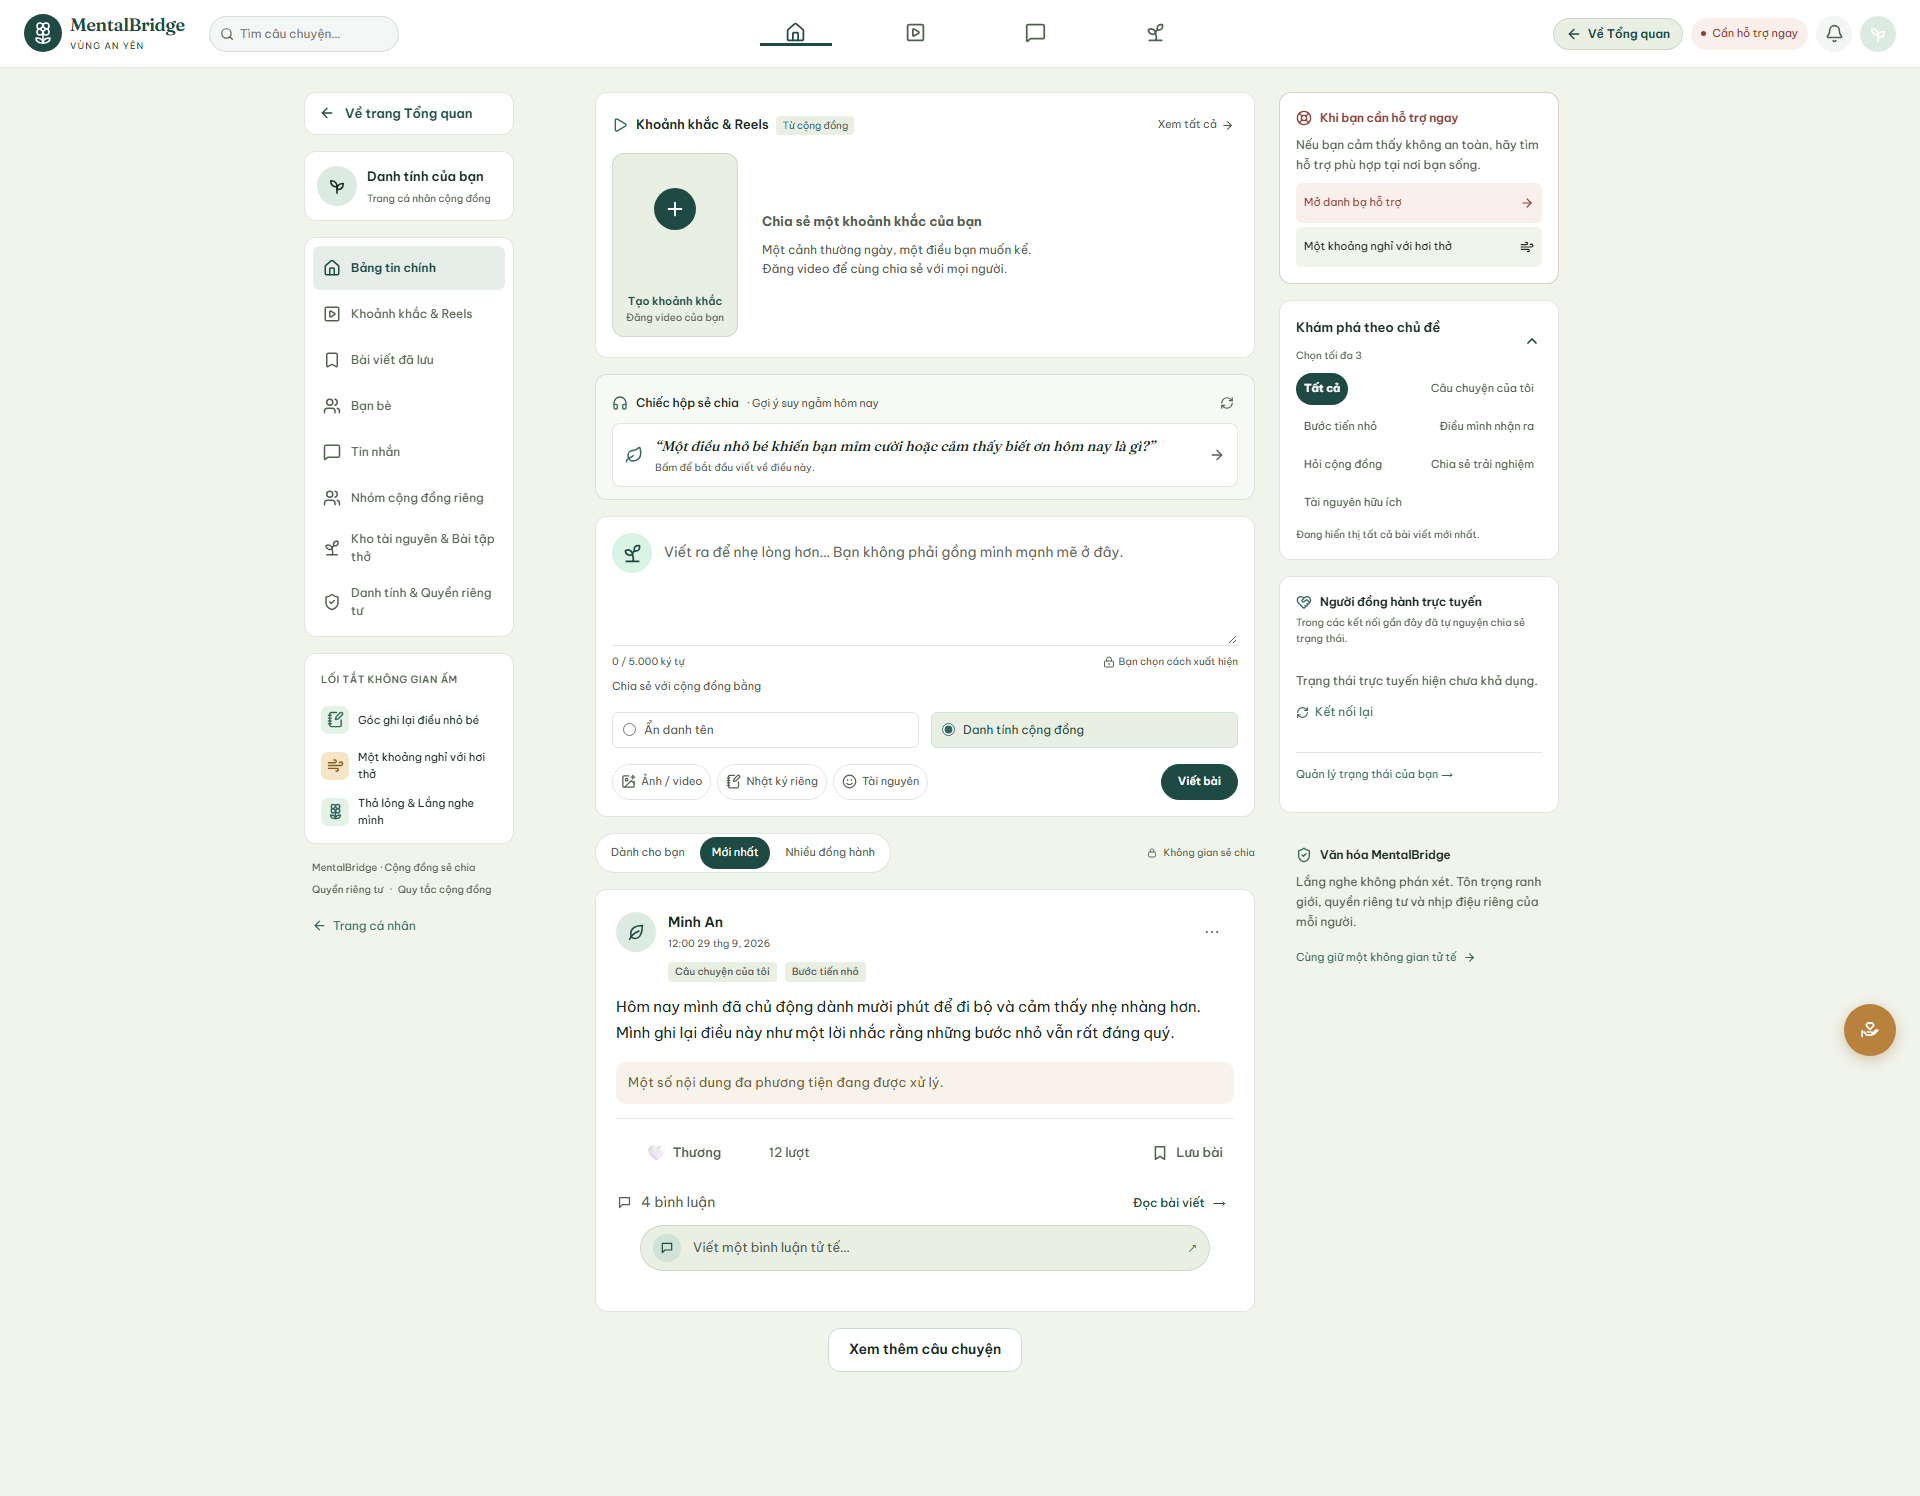 MentalBridge
VÙNG AN YÊN
Tìm câu chuyện...
Về Tổng quan
Cần hỗ trợ ngay
Về trang Tổng quan
Danh tính của bạn
Trang cá nhân cộng đồng
Bảng tin chính
Khoảnh khắc & Reels
Bài viết đã lưu
Bạn bè
Tin nhắn
Nhóm cộng đồng riêng
Kho tài nguyên & Bài tập
thở
Danh tính & Quyền riêng
tư
LỐI TẮT KHÔNG GIAN ẤM
Góc ghi lại điều nhỏ bé
Một khoảng nghỉ với hơi
thở
Thả lỏng & Lắng nghe
mình
MentalBridge · Cộng đồng sẻ chia
Quyền riêng tư · Quy tắc cộng đồng
Trang cá nhân
Khoảnh khắc & Reels Từ cộng đồng
Xem tất cả
Tạo khoảnh khắc
Đăng video của bạn
Chia sẻ một khoảnh khắc của bạn
Một cảnh thường ngày, một điều bạn muốn kể.
Đăng video để cùng chia sẻ với mọi người.
Chiếc hộp sẻ chia · Gợi ý suy ngẫm hôm nay
“Một điều nhỏ bé khiến bạn mỉm cười hoặc cảm thấy biết ơn hôm nay là gì?”
Bấm để bắt đầu viết về điều này.
Viết ra để nhẹ lòng hơn... Bạn không phải gồng mình mạnh mẽ ở đây.
0 / 5.000 ký tự
Bạn chọn cách xuất hiện
Chia sẻ với cộng đồng bằng
Ẩn danh tên
Danh tính cộng đồng
Ảnh / video
Nhật ký riêng
Tài nguyên
Viết bài
Dành cho bạn
Mới nhất
Nhiều đồng hành
Không gian sẻ chia
Minh An
12:00 29 thg 9, 2026
...
Câu chuyện của tôi
Bước tiến nhỏ
Hôm nay mình đã chủ động dành mười phút để đi bộ và cảm thấy nhẹ nhàng hơn.
Mình ghi lại điều này như một lời nhắc rằng những bước nhỏ vẫn rất đáng quý.
Một số nội dung đa phương tiện đang được xử lý.
Thương
12 lượt
Lưu bài
4 bình luận
Đọc bài viết →
Viết một bình luận tử tế... ↗
Xem thêm câu chuyện
Khi bạn cần hỗ trợ ngay
Nếu bạn cảm thấy không an toàn, hãy tìm
hỗ trợ phù hợp tại nơi bạn sống.
Mở danh bạ hỗ trợ
Một khoảng nghỉ với hơi thở
Khám phá theo chủ đề
Chọn tối đa 3
Tất cả
Câu chuyện của tôi
Bước tiến nhỏ
Điều mình nhận ra
Hỏi cộng đồng
Chia sẻ trải nghiệm
Tài nguyên hữu ích
Đang hiển thị tất cả bài viết mới nhất.
Người đồng hành trực tuyến
Trong các kết nối gần đây đã tự nguyện chia sẻ
trạng thái.
Trạng thái trực tuyến hiện chưa khả dụng.
Kết nối lại
Quản lý trạng thái của bạn →
Văn hóa MentalBridge
Lắng nghe không phán xét. Tôn trọng ranh
giới, quyền riêng tư và nhịp điệu riêng của
mỗi người.
Cùng giữ một không gian tử tế